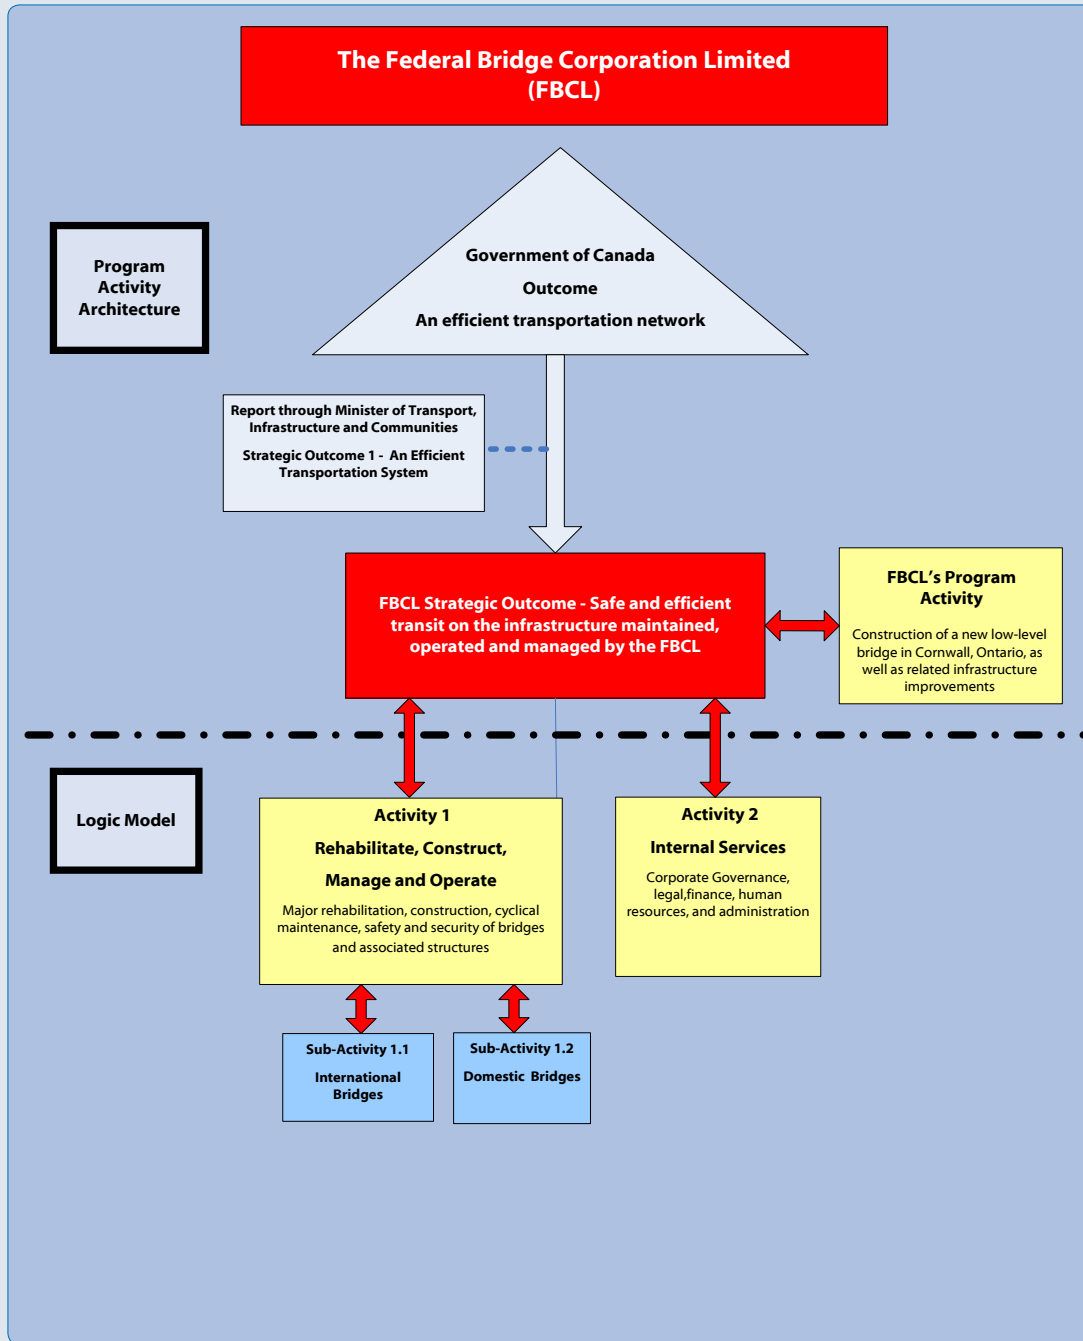 The Federal Bridge Corporation Limited
(FBCL)
Program
Activity
Architecture
Government of Canada
Outcome
An efficient transportation network
Report through Minister of Transport,
Infrastructure and Communities
Strategic Outcome 1 - An Efficient
Transportation System
FBCL Strategic Outcome - Safe and efficient
transit on the infrastructure maintained,
operated and managed by the FBCL
FBCL's Program
Activity
Construction of a new low-level
bridge in Cornwall, Ontario, as
well as related infrastructure
improvements
Logic Model
Activity 1
Rehabilitate, Construct,
Manage and Operate
Major rehabilitation, construction, cyclical
maintenance, safety and security of bridges
and associated structures
Activity 2
Internal Services
Corporate Governance,
legal,finance, human
resources, and administration
Sub-Activity 1.1
International
Bridges
Sub-Activity 1.2
Domestic Bridges